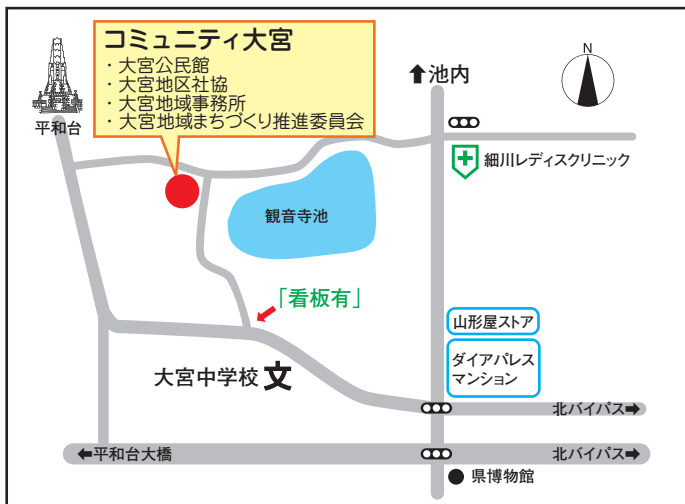 コミュニティ大宮
・大宮公民館
・大宮地区社協
・大宮地域事務所
・大宮地域まちづくり推進委員会
平和台
⬆池内
N
細川レディスクリニック
観音寺池
「看板有」
山形屋ストア
ダイアパレス
マンション
大宮中学校 文
北バイパス➡
⬅平和台大橋
北バイパス➡
県博物館